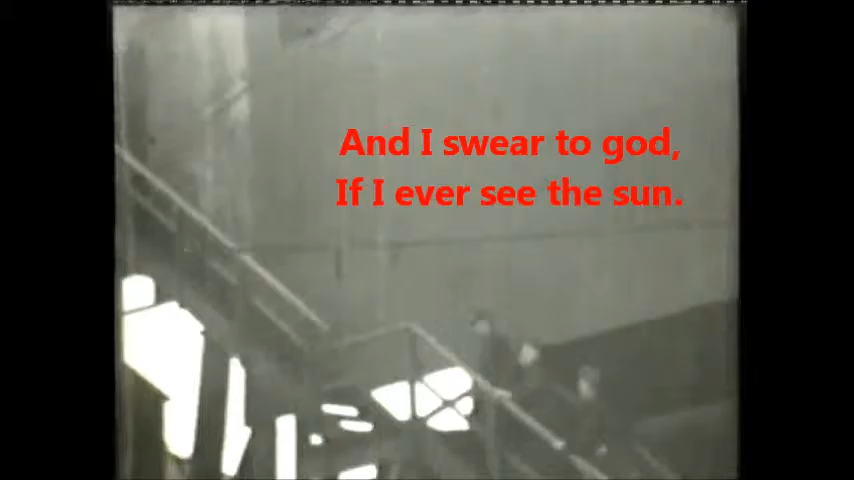 And I swear to god,
If I ever see the sun.